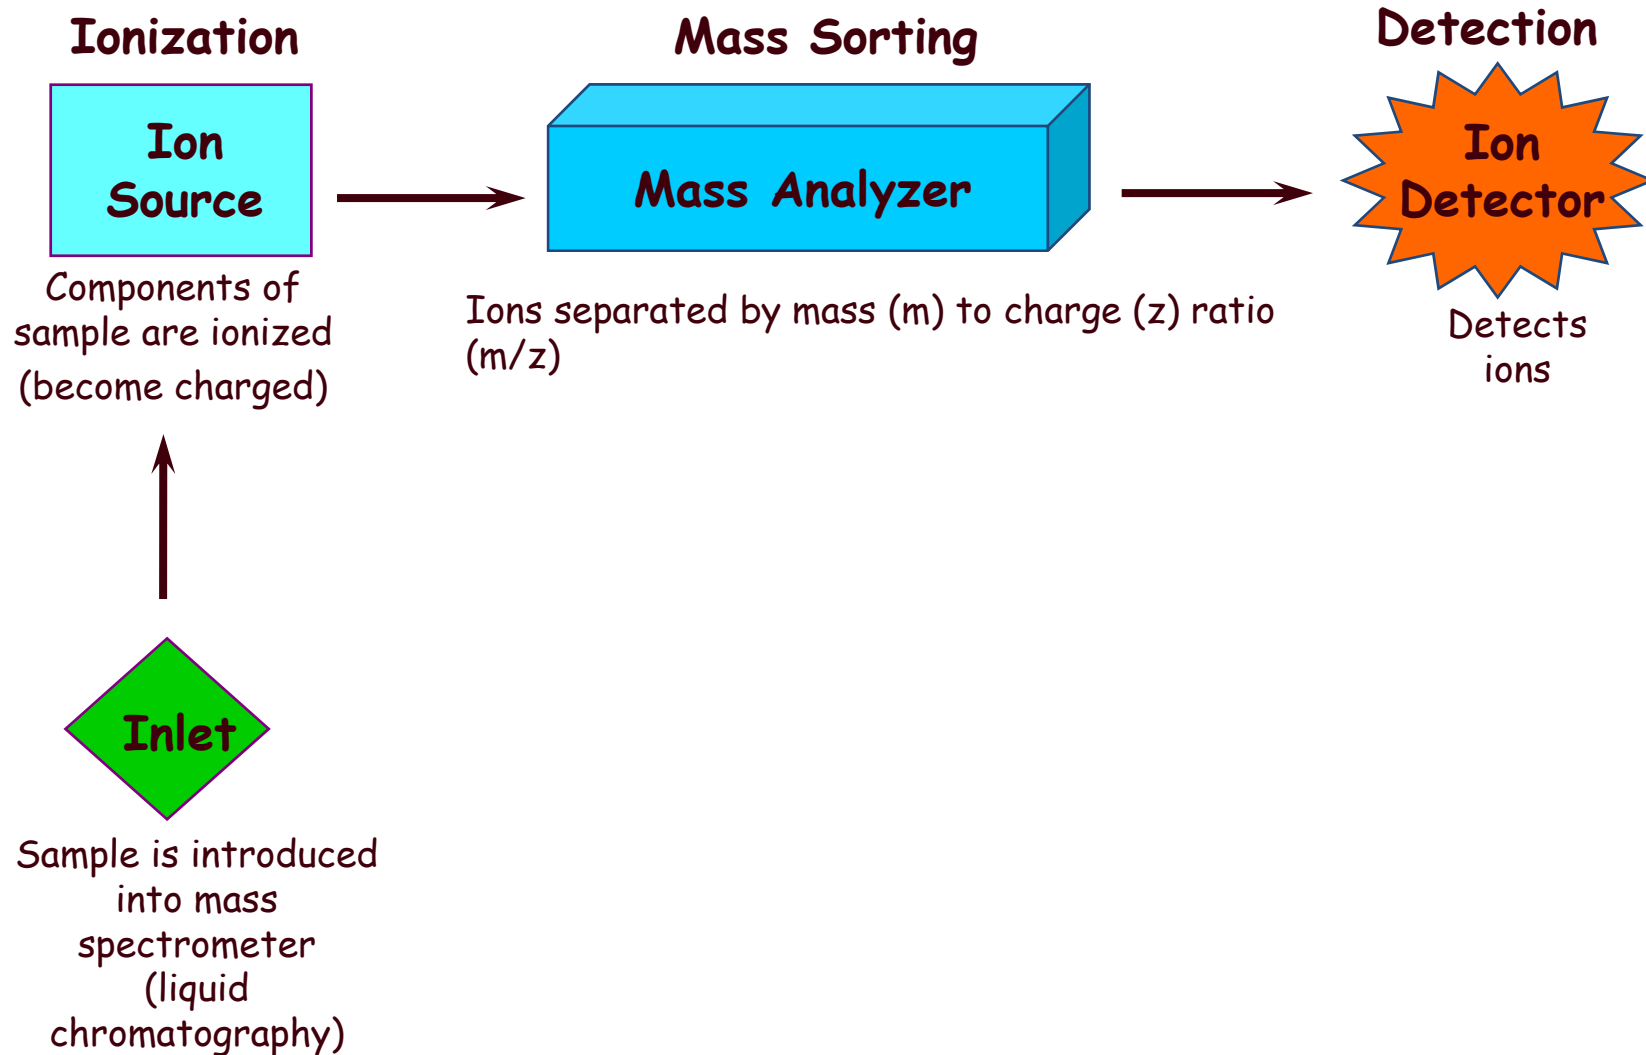 Ionization
Ion
Source
Components of
sample are ionized
(become charged)
Mass Sorting
Mass Analyzer
Ions separated by mass (m) to charge (z) ratio
(m/z)
Detection
Ion
Detector
Detects
ions
Inlet
Sample is introduced
into mass
spectrometer
(liquid
chromatography)